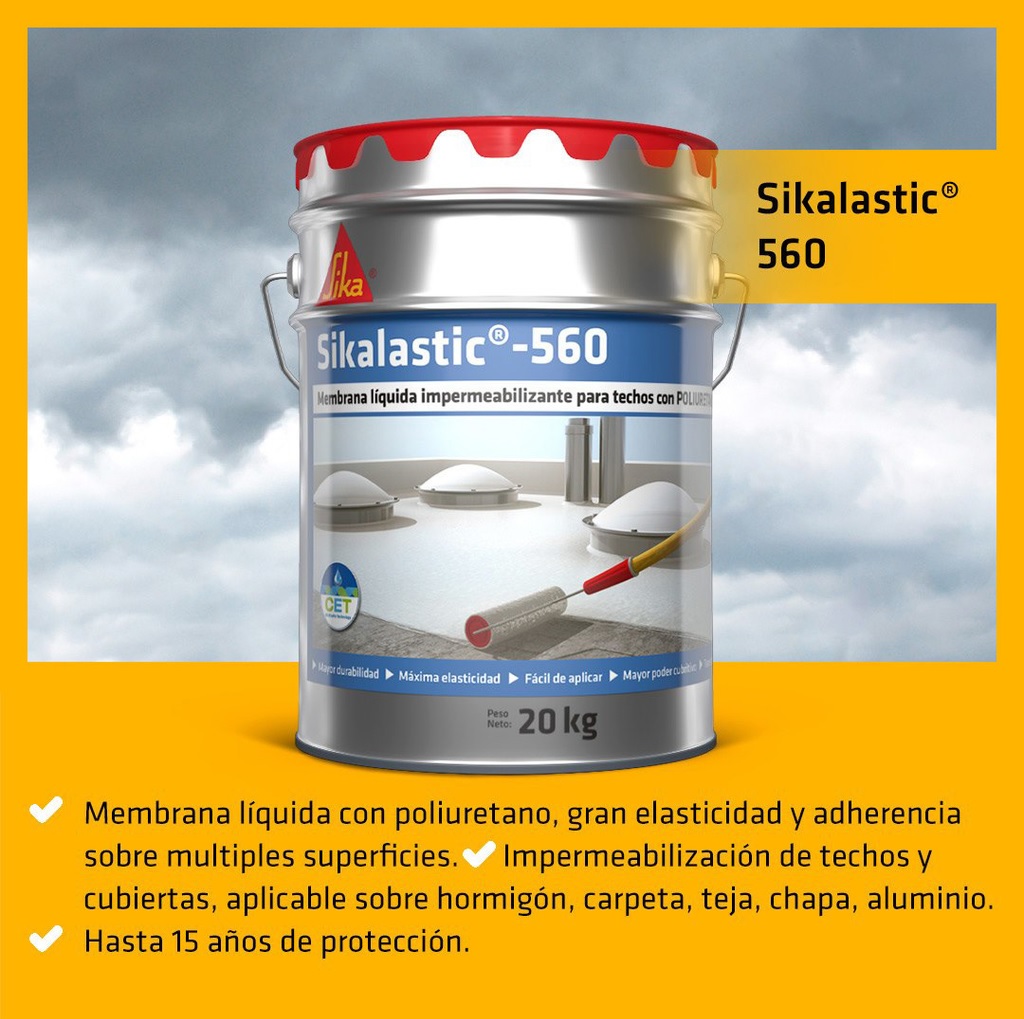 Sikalastic®
560
Sika®
Sikalastic®-560
Membrana líquida impermeabilizante para techos con
CET
Mayor durabilidad Máxima elasticidad Fácil de aplicar Mayor poder
Peso
Neto: 20 kg
Membrana líquida con poliuretano, gran elasticidad y adherencia
sobre multiples superficies. Impermeabilización de techos y
cubiertas, aplicable sobre hormigón, carpeta, teja, chapa, aluminio.
Hasta 15 años de protección.